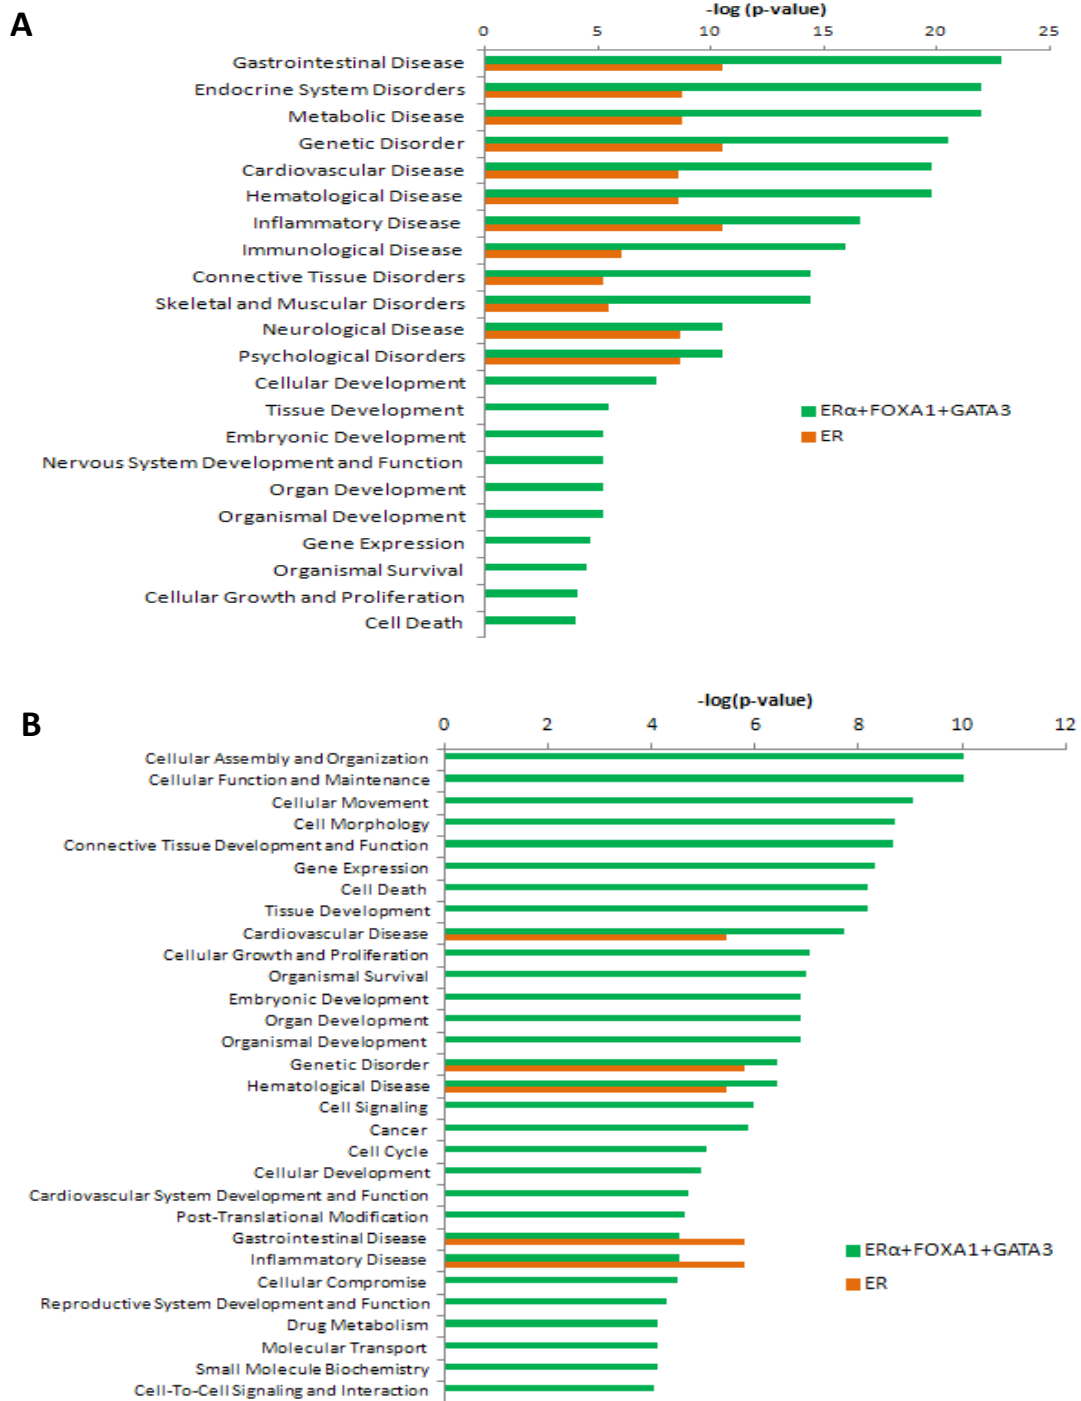 A
-log (p-value)
0 5 10 15 20 25
Gastrointestinal Disease
Endocrine System Disorders
Metabolic Disease
Genetic Disorder
Cardiovascular Disease
Hematological Disease
Inflammatory Disease
Immunological Disease
Connective Tissue Disorders
Skeletal and Muscular Disorders
Neurological Disease
Psychological Disorders
Cellular Development
Tissue Development
Embryonic Development
Nervous System Development and Function
Organ Development
Organismal Development
Gene Expression
Organismal Survival
Cellular Growth and Proliferation
Cell Death
ERα+FOXA1+GATA3
ER
B
-log(p-value)
0 2 4 6 8 10 12
Cellular Assembly and Organization
Cellular Function and Maintenance
Cellular Movement
Cell Morphology
Connective Tissue Development and Function
Gene Expression
Cell Death
Tissue Development
Cardiovascular Disease
Cellular Growth and Proliferation
Organismal Survival
Embryonic Development
Organ Development
Organismal Development
Genetic Disorder
Hematological Disease
Cell Signaling
Cancer
Cell Cycle
Cellular Development
Cardiovascular System Development and Function
Post-Translational Modification
Gastrointestinal Disease
Inflammatory Disease
Cellular Compromise
Reproductive System Development and Function
Drug Metabolism
Molecular Transport
Small Molecule Biochemistry
Cell-To-Cell Signaling and Interaction
ERα+FOXA1+GATA3
ER